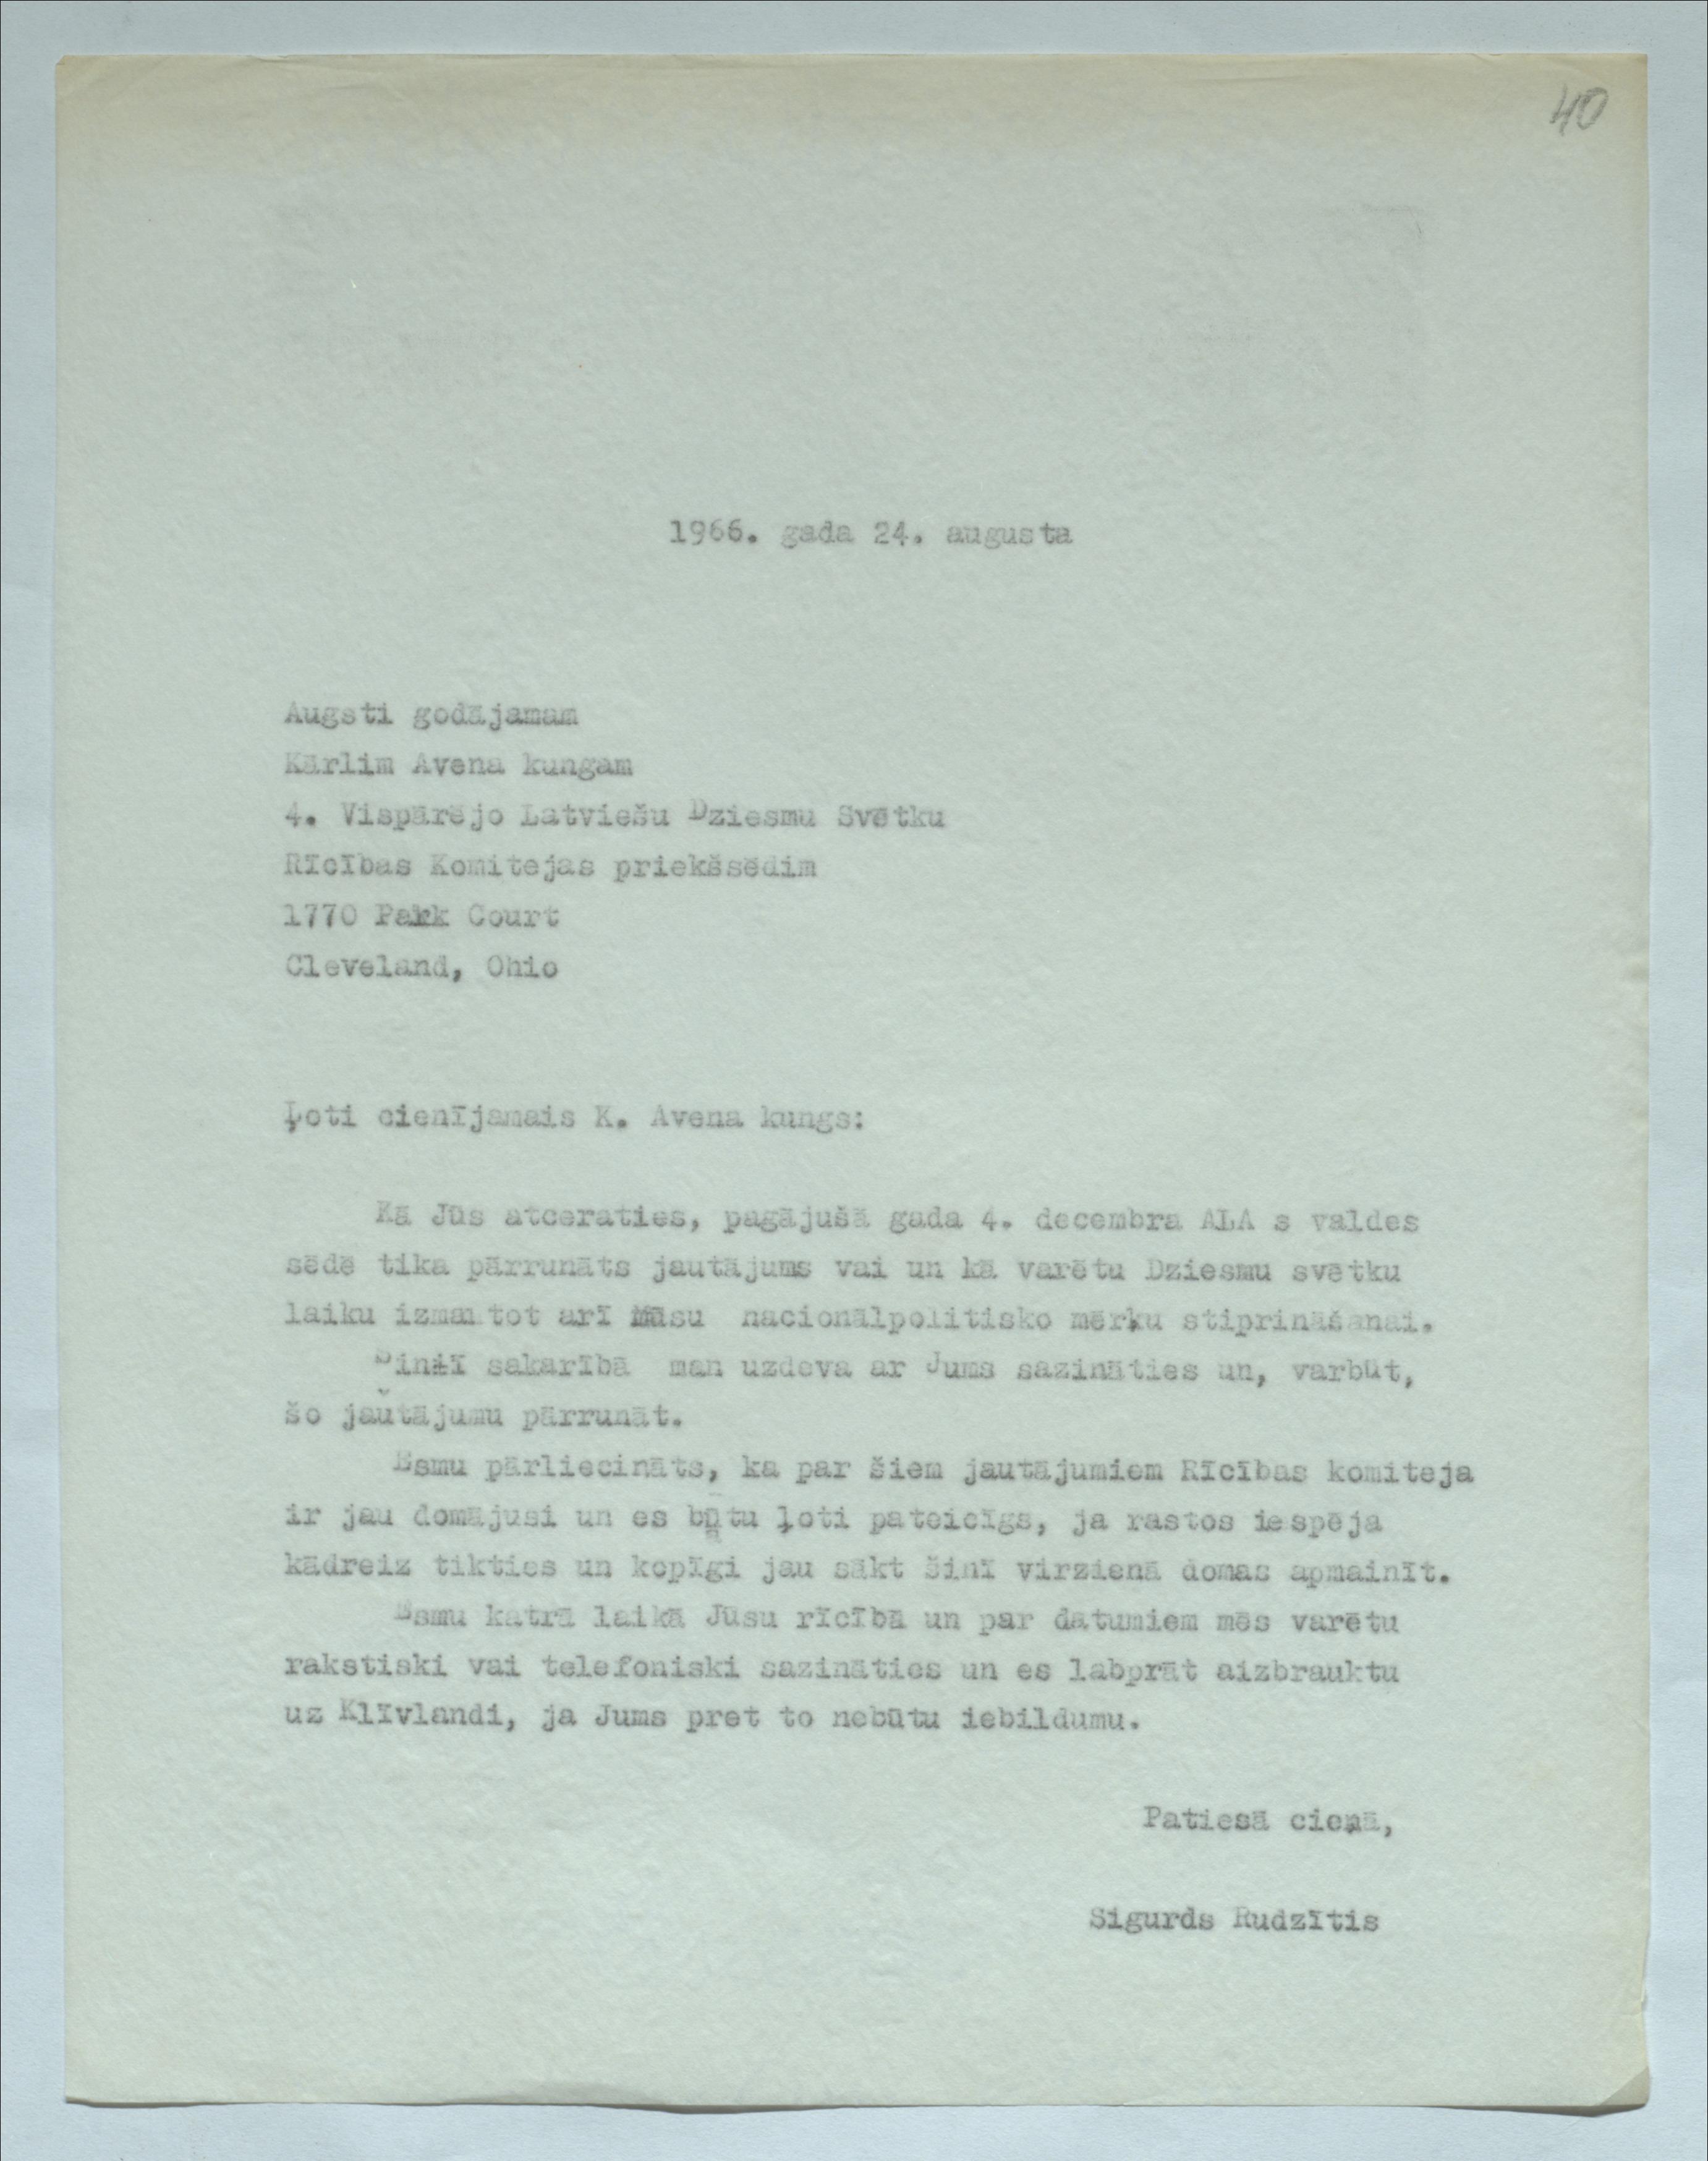 40
1966. gada 24. augusta
Augsti godājamam
Kārlim Avena kungam
4. Vispārējo Latviešu Dziesmu Svētku
Rīcības Komitejas priekšsēdim
1770 Park Court
Cleveland, Ohio
Ļoti cienījamais K. Avena kungs:
Kā Jūs atceraties, pagājušā gada 4. decembra ALA s valdes
sēdē tika pārrunāts jautājums vai un kā varētu Dziesmu svētku
laiku izmantot arī Mūsu nacionālpolitisko mērķu stiprināšanai.
Šinī sakarībā man uzdeva ar Jums sazināties un, varbūt,
šo jautājumu pārrunāt.
Esmu pārliecināts, ka par šiem jautājumiem Rīcības komiteja
ir jau domājusi un es būtu ļoti pateicīgs, ja rastos iespēja
kādreiz tikties un kopīgi jau sākt šinī virzienā domas apmainīt.
Esmu katrā laikā Jūsu rīcībā un par datumiem mēs varētu
rakstiski vai telefoniski sazināties un es labprāt aizbrauktu
uz Klīvlandi, ja Jums pret to nebūtu iebildumu.
Patiesā cieņā,
Sigurds Rudzītis